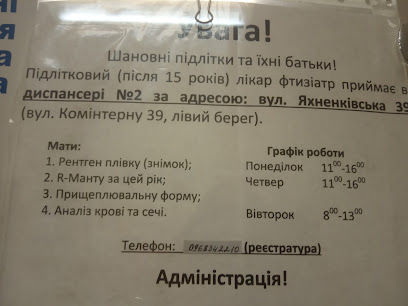 Увага!
Шановні підлітки та їхні батьки!
Підлітковий (після 15 років) лікар фтизіатр приймає в
диспансері №2 за адресою: вул. Яхненківська 39
(вул. Комінтерну 39, лівий берег).
Мати:
1. Рентген плівку (знімок);
2. R-Манту за цей рік;
3. Прищеплювальну форму;
4. Аналіз крові та сечі.
Графік роботи
Понеділок 11⁰⁰-16⁰⁰
Четвер 11⁰⁰-16⁰⁰
Вівторок 8⁰⁰-13⁰⁰
Телефон: 0968342210 (реєстратура)
Адміністрація!